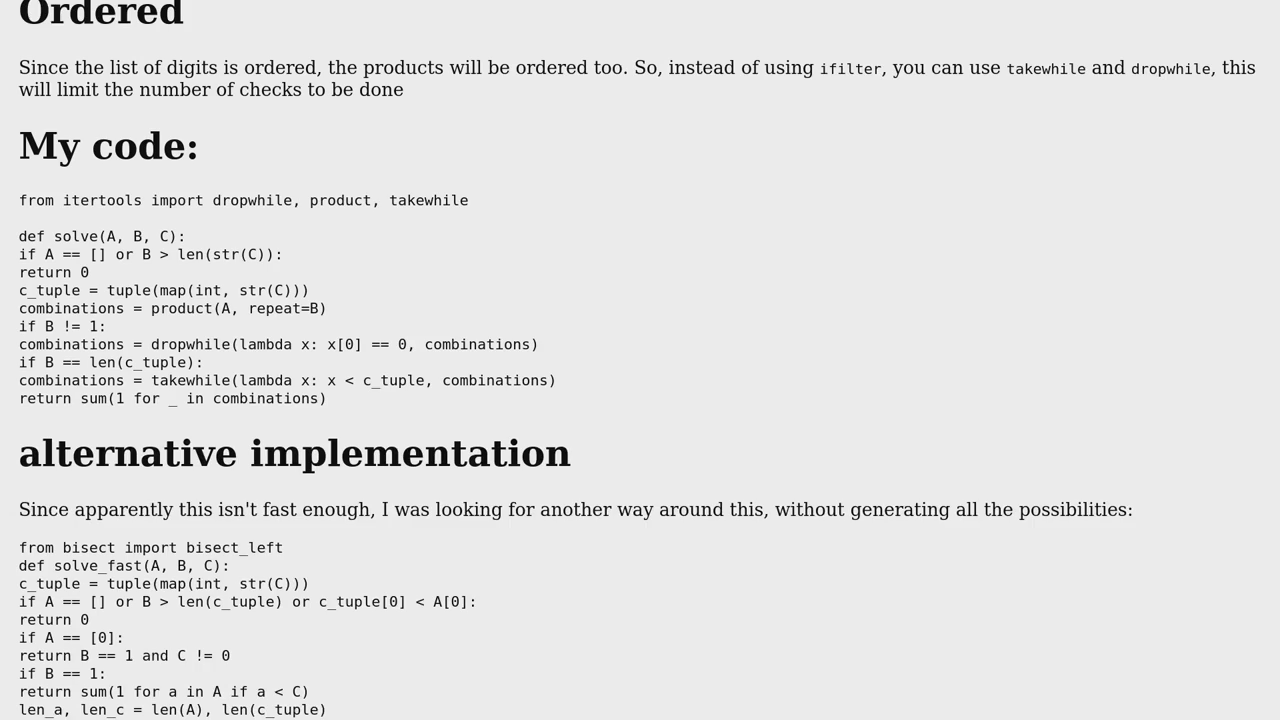 Ordered
Since the list of digits is ordered, the products will be ordered too. So, instead of using ifilter, you can use takewhile and dropwhile, this
will limit the number of checks to be done
My code:
from itertools import dropwhile, product, takewhile
def solve(A, B, C):
if A == [] or B > len(str(C)):
return 0
c_tuple = tuple(map(int, str(C)))
combinations = product(A, repeat=B)
if B != 1:
combinations = dropwhile(lambda x: x[0] == 0, combinations)
if B == len(c_tuple):
combinations = takewhile(lambda x: x < c_tuple, combinations)
return sum(1 for _ in combinations)
alternative implementation
Since apparently this isn't fast enough, I was looking for another way around this, without generating all the possibilities:
from bisect import bisect_left
def solve_fast(A, B, C):
c_tuple = tuple(map(int, str(C)))
if A == [] or B > len(c_tuple) or c_tuple[0] < A[0]:
return 0
if A == [0]:
return B == 1 and C != 0
if B == 1:
return sum(1 for a in A if a < C)
len_a, len_c = len(A), len(c_tuple)